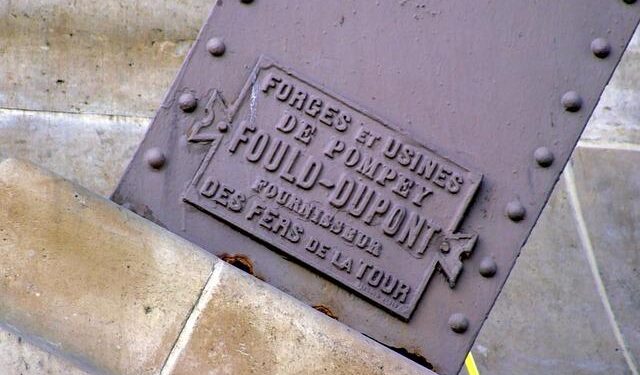 FORGES ET USINES
DE POMPEY
FOULD-DUPONT
FOURNISSEUR
DES FERS DE LA TOUR